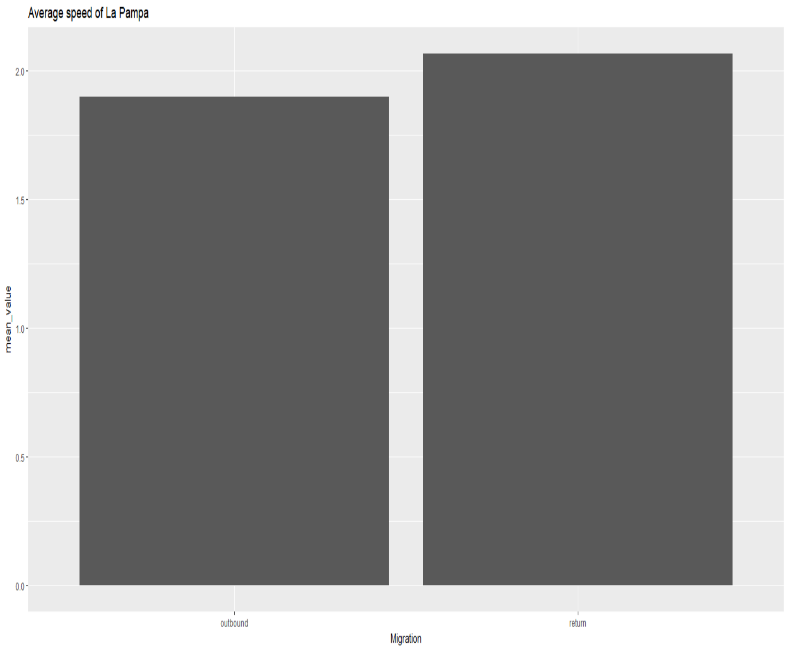 Average speed of La Pampa
mean_value
2.0
1.5
1.0
0.5
0.0
outbound
return
Migration